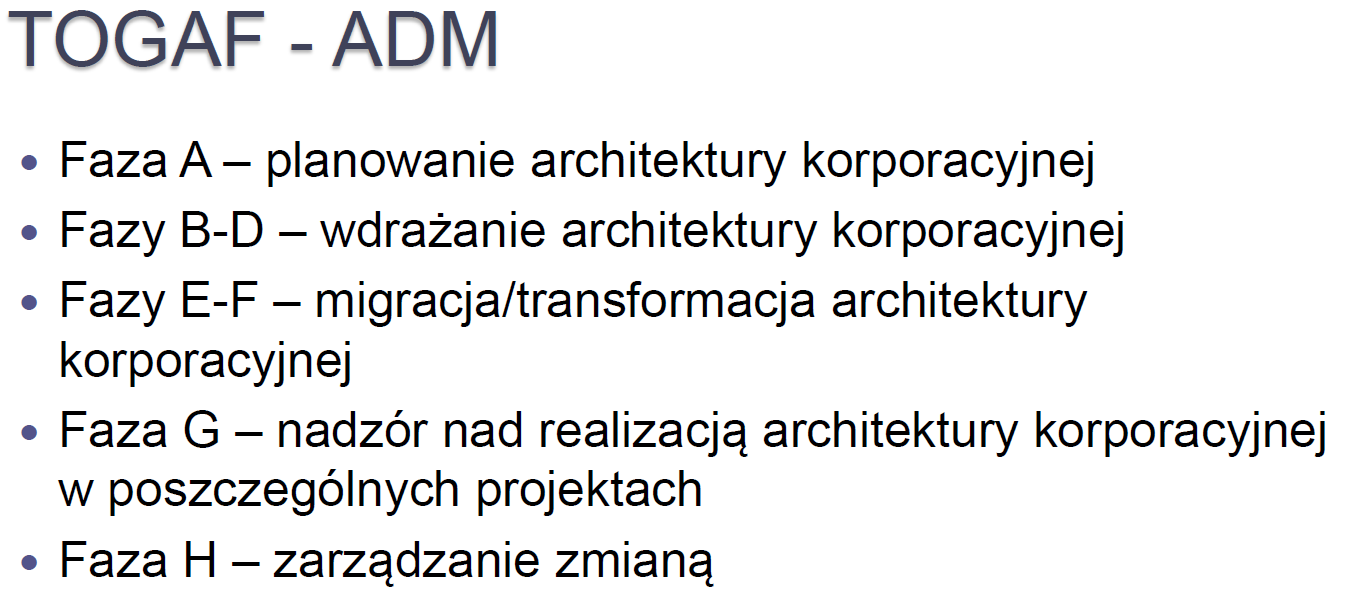 TOGAF - ADM
• Faza A – planowanie architektury korporacyjnej
• Fazy B-D – wdrażanie architektury korporacyjnej
• Fazy E-F – migracja/transformacja architektury
korporacyjnej
• Faza G – nadzór nad realizacją architektury korporacyjnej
w poszczególnych projektach
• Faza H – zarządzanie zmianą